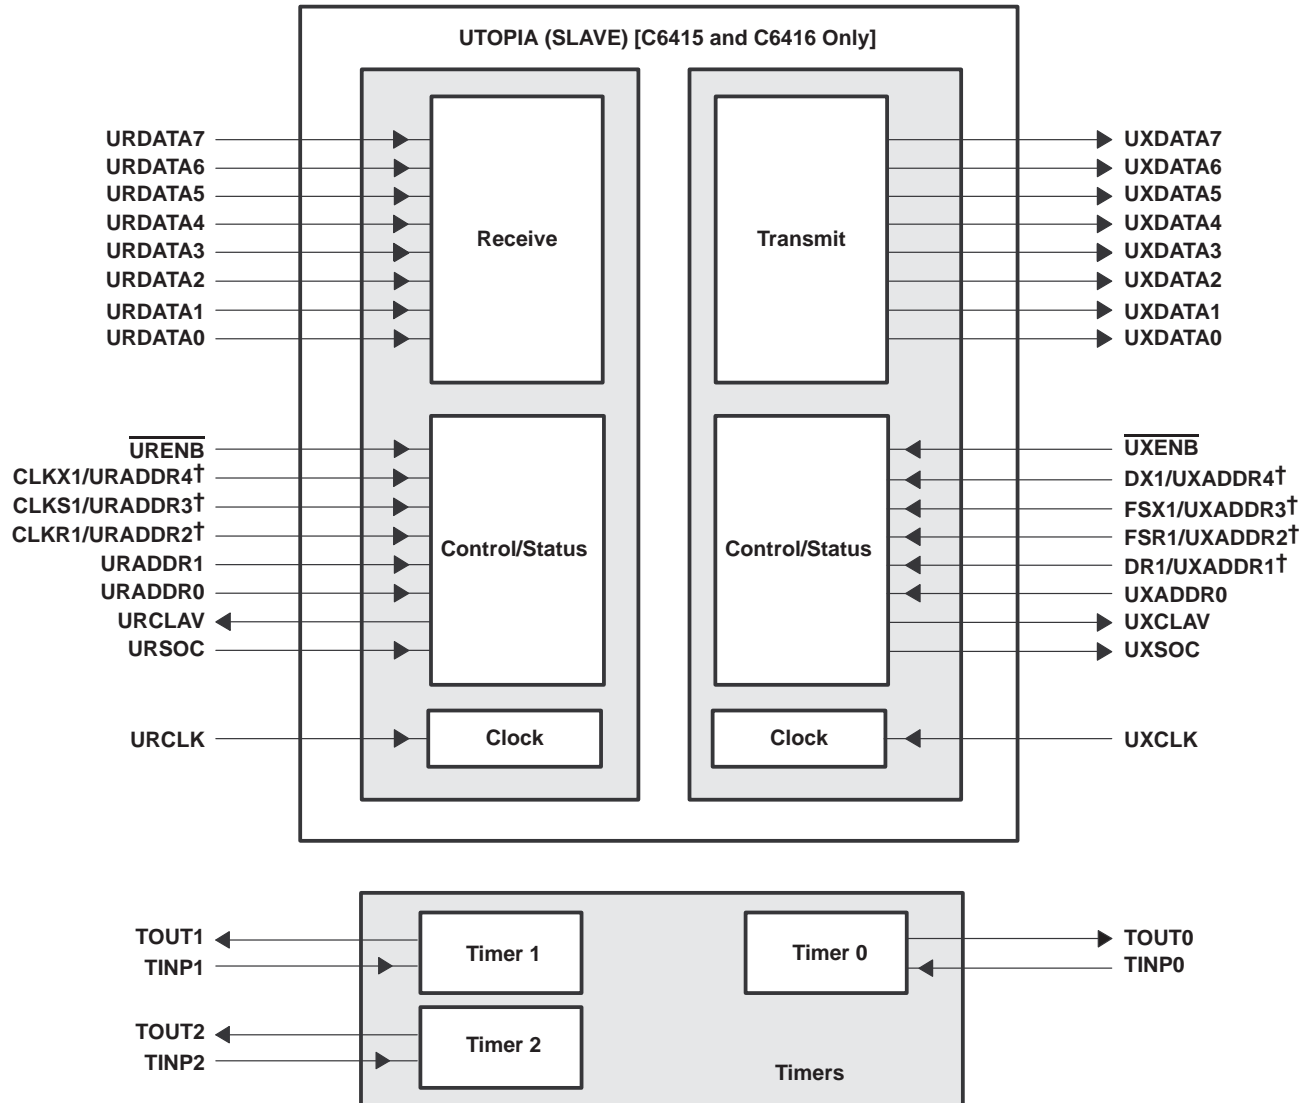 UTOPIA (SLAVE) [C6415 and C6416 Only]
URDATA7
URDATA6
URDATA5
URDATA4
URDATA3
URDATA2
URDATA1
URDATA0
Receive
Transmit
UXDATA7
UXDATA6
UXDATA5
UXDATA4
UXDATA3
UXDATA2
UXDATA1
UXDATA0
URENB
CLKX1/URADDR4†
CLKS1/URADDR3†
CLKR1/URADDR2†
URADDR1
URADDR0
URCLAV
URSOC
Control/Status
Control/Status
UXENB
DX1/UXADDR4†
FSX1/UXADDR3†
FSR1/UXADDR2†
DR1/UXADDR1†
UXADDR0
UXCLAV
UXSOC
URCLK
Clock
Clock
UXCLK
TOUT1
TINP1
Timer 1
Timer 0
TOUT0
TINP0
TOUT2
TINP2
Timer 2
Timers